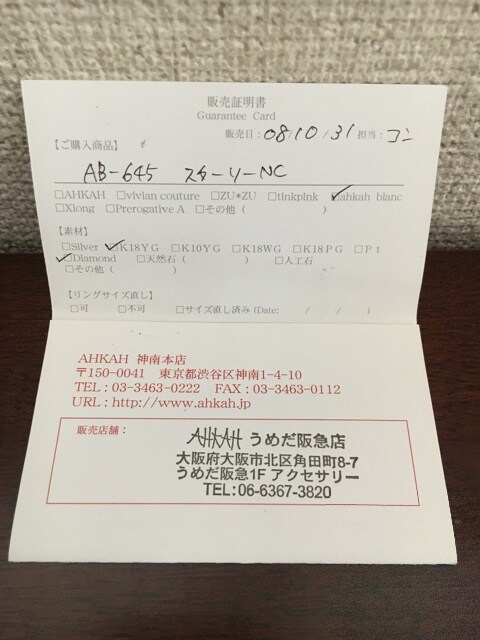 販売証明書
Guarantee Card
販売日：08/10/31 担当：コン
【ご購入商品】
AB-645 スターリーNC
□AHKAH □vivian couture □ZU*ZU □tinkpink ☑ahkah blanc
□Xiong □Prerogative A □その他（ ）
【素材】
□Silver ☑K18YG □K10YG □K18WG □K18PG □Pt
☑Diamond □天然石（ ） □人工石
□その他（ ）
【リングサイズ直し】
□可 □不可 □サイズ直し済み (Date: / / )
AHKAH 神南本店
〒150-0041 東京都渋谷区神南1-4-10
TEL：03-3463-0222 FAX：03-3463-0112
URL：http://www.ahkah.jp
販売店舗：
AHKAH うめだ阪急店
大阪府大阪市北区角田町8-7
うめだ阪急1F アクセサリー
TEL：06-6367-3820